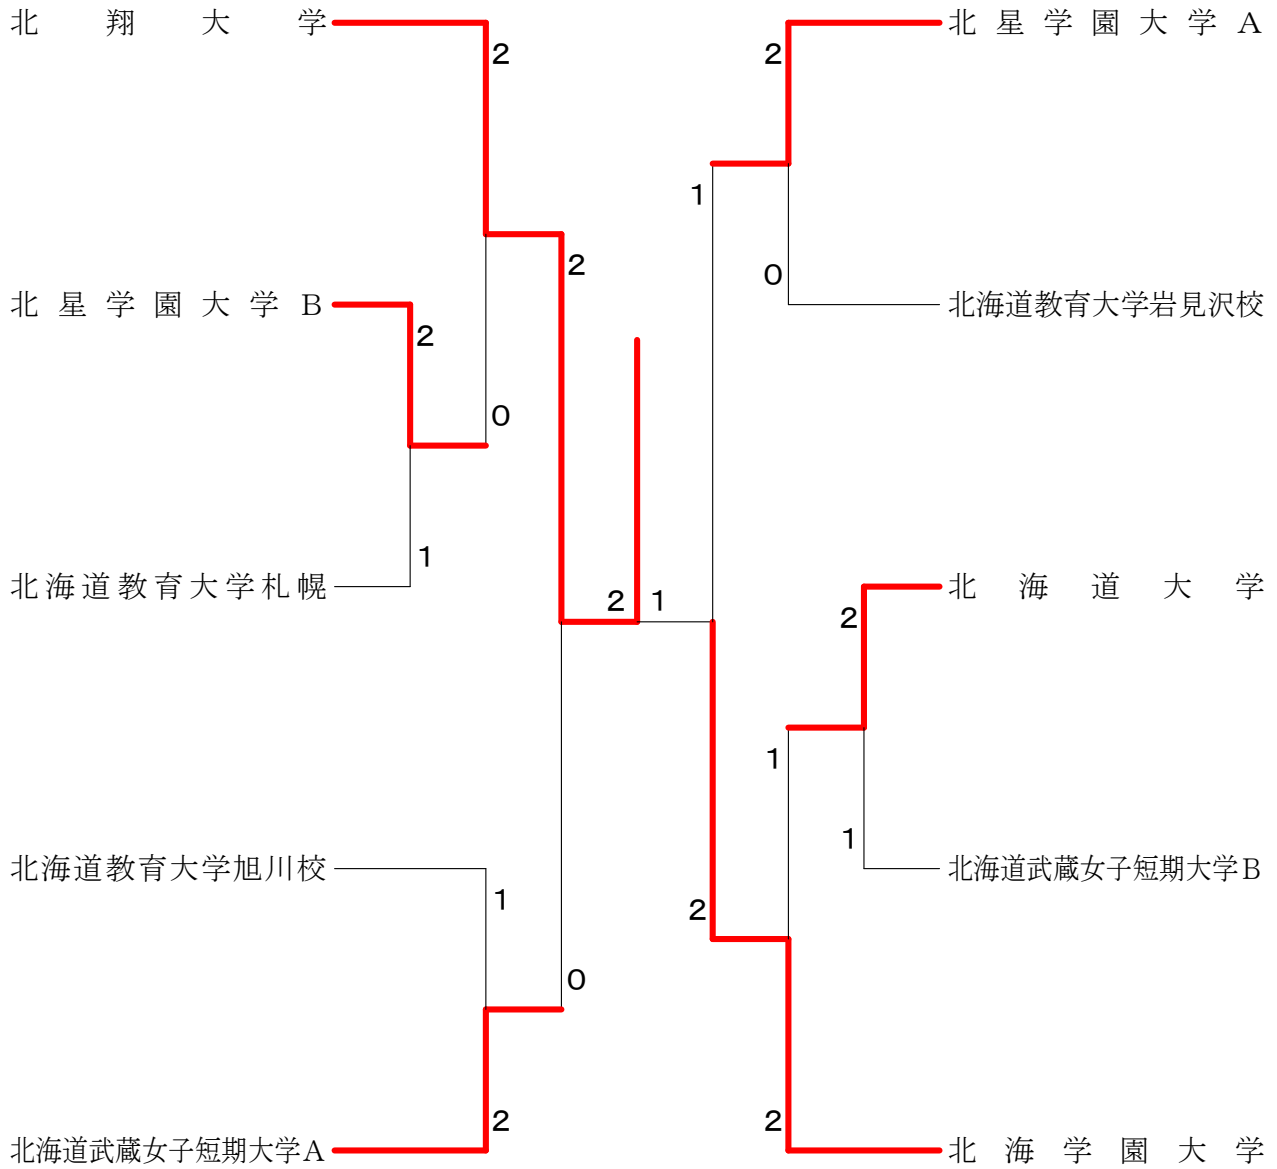 北翔大学
2
北星学園大学B
2
0
1
北海道教育大学札幌
2
2
1
北海道教育大学旭川校
1
0
2
北海道武蔵女子短期大学A
北星学園大学A
2
1
0
北海道教育大学岩見沢校
北海道大学
2
1
1
北海道武蔵女子短期大学B
2
2
北海学園大学